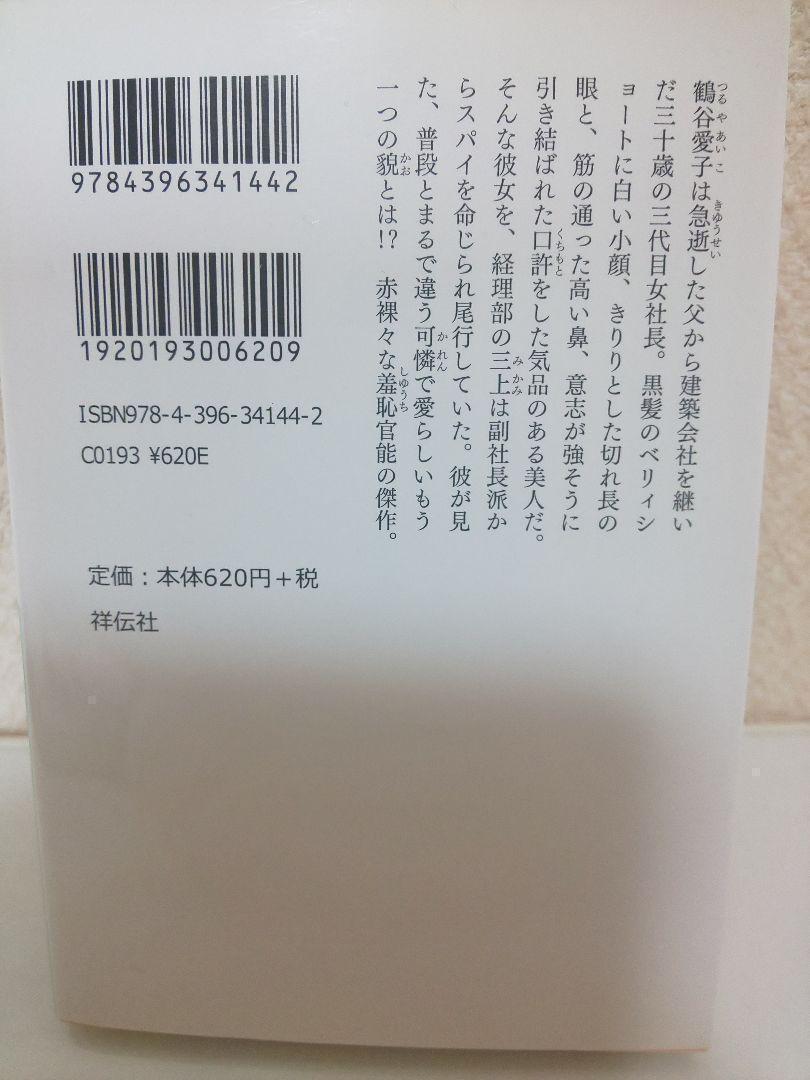 鶴谷愛子は急逝した父から建築会社を継い
だ三十歳の三代目女社長。黒髪のベリィシ
ョートに白い小顔、きりりとした切れ長の
眼と、筋の通った高い鼻、意志が強そうに
引き結ばれた口許をした気品のある美人だ。
そんな彼女を、経理部の三上は副社長派か
らスパイを命じられ尾行していた。彼が見
た、普段とまるで違う可憐で愛らしいもう
一つの貌とは!? 赤裸々な羞恥官能の傑作。
9784396341442
1920193006209
ISBN978-4-396-34144-2
C0193 ¥620E
定価：本体620円＋税
祥伝社